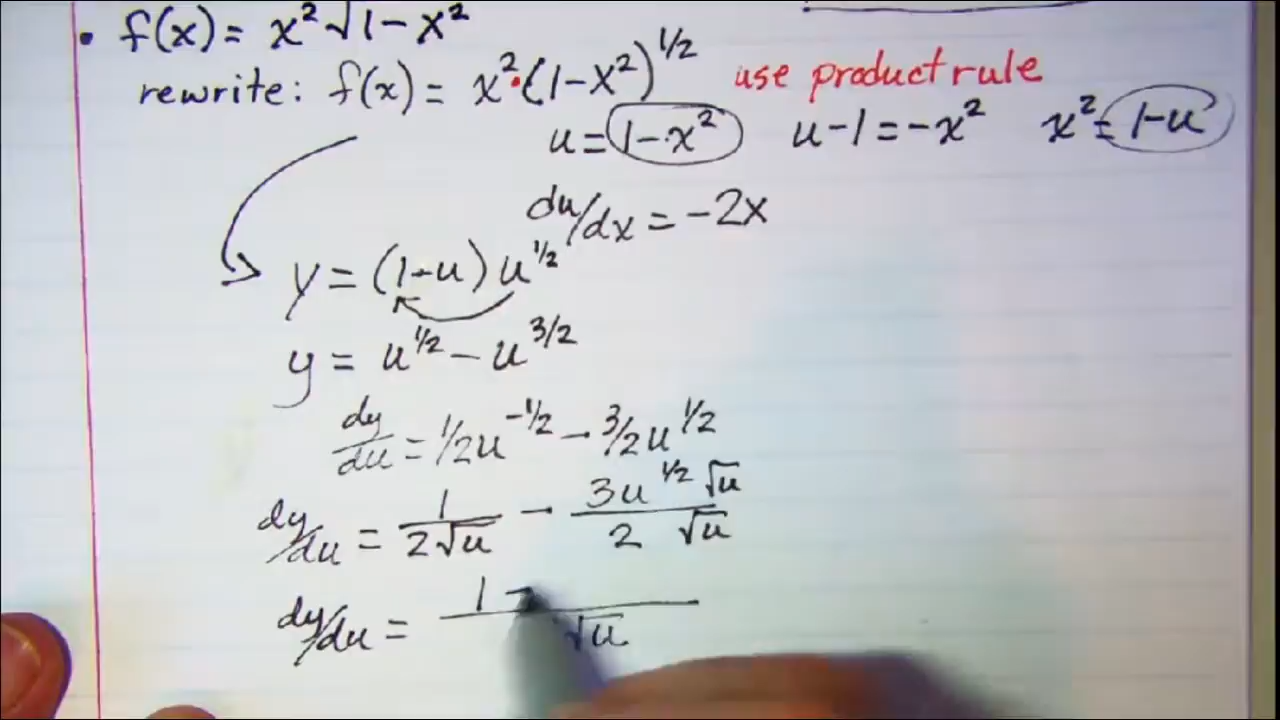 • f(x) = x²√1-x²
rewrite: f(x) = x²•(1-x²)^1/2 use product rule
u = 1-x² u-1 = -x² x² = 1-u
du/dx = -2x
y = (1-u) u^1/2
y = u^1/2 - u^3/2
dy/du = 1/2u^-1/2 - 3/2u^1/2
dy/du = 1/2√u - 3u^1/2 √u/2 √u
dy/du = 1 -/√u